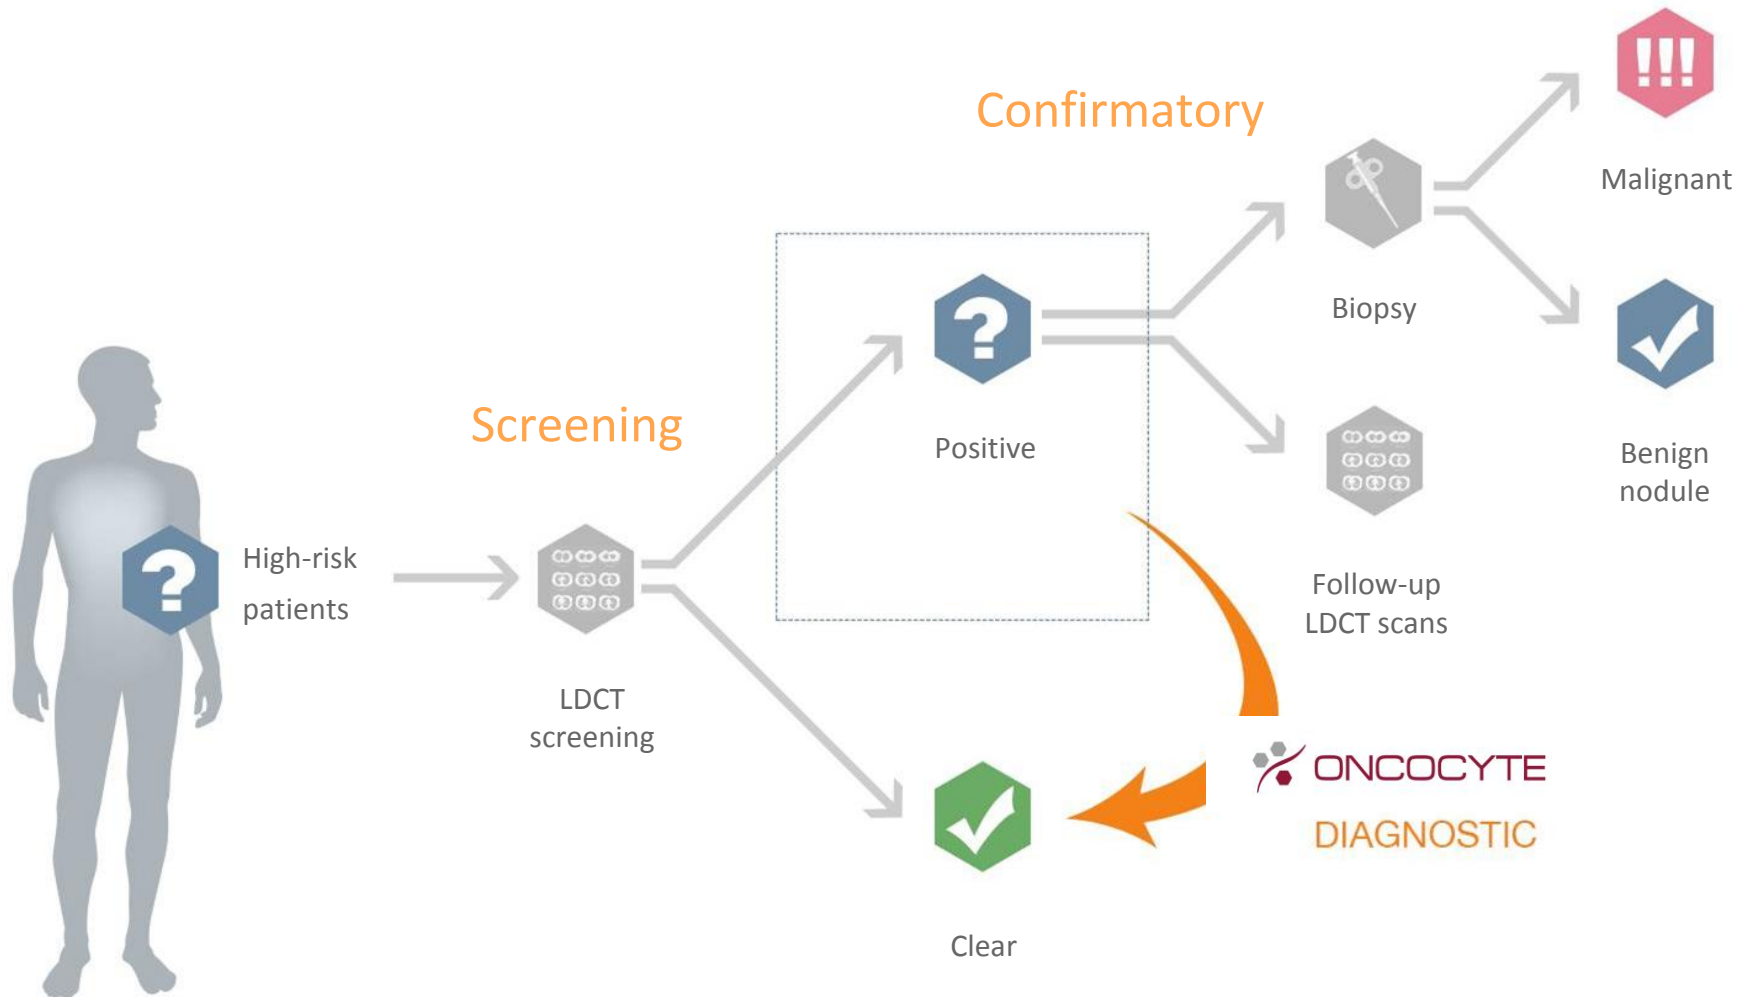 Confirmatory
Malignant
Biopsy
Screening
Positive
Benign
nodule
High-risk
patients
Follow-up
LDCT scans
LDCT
screening
ONCOCYTE
DIAGNOSTIC
Clear